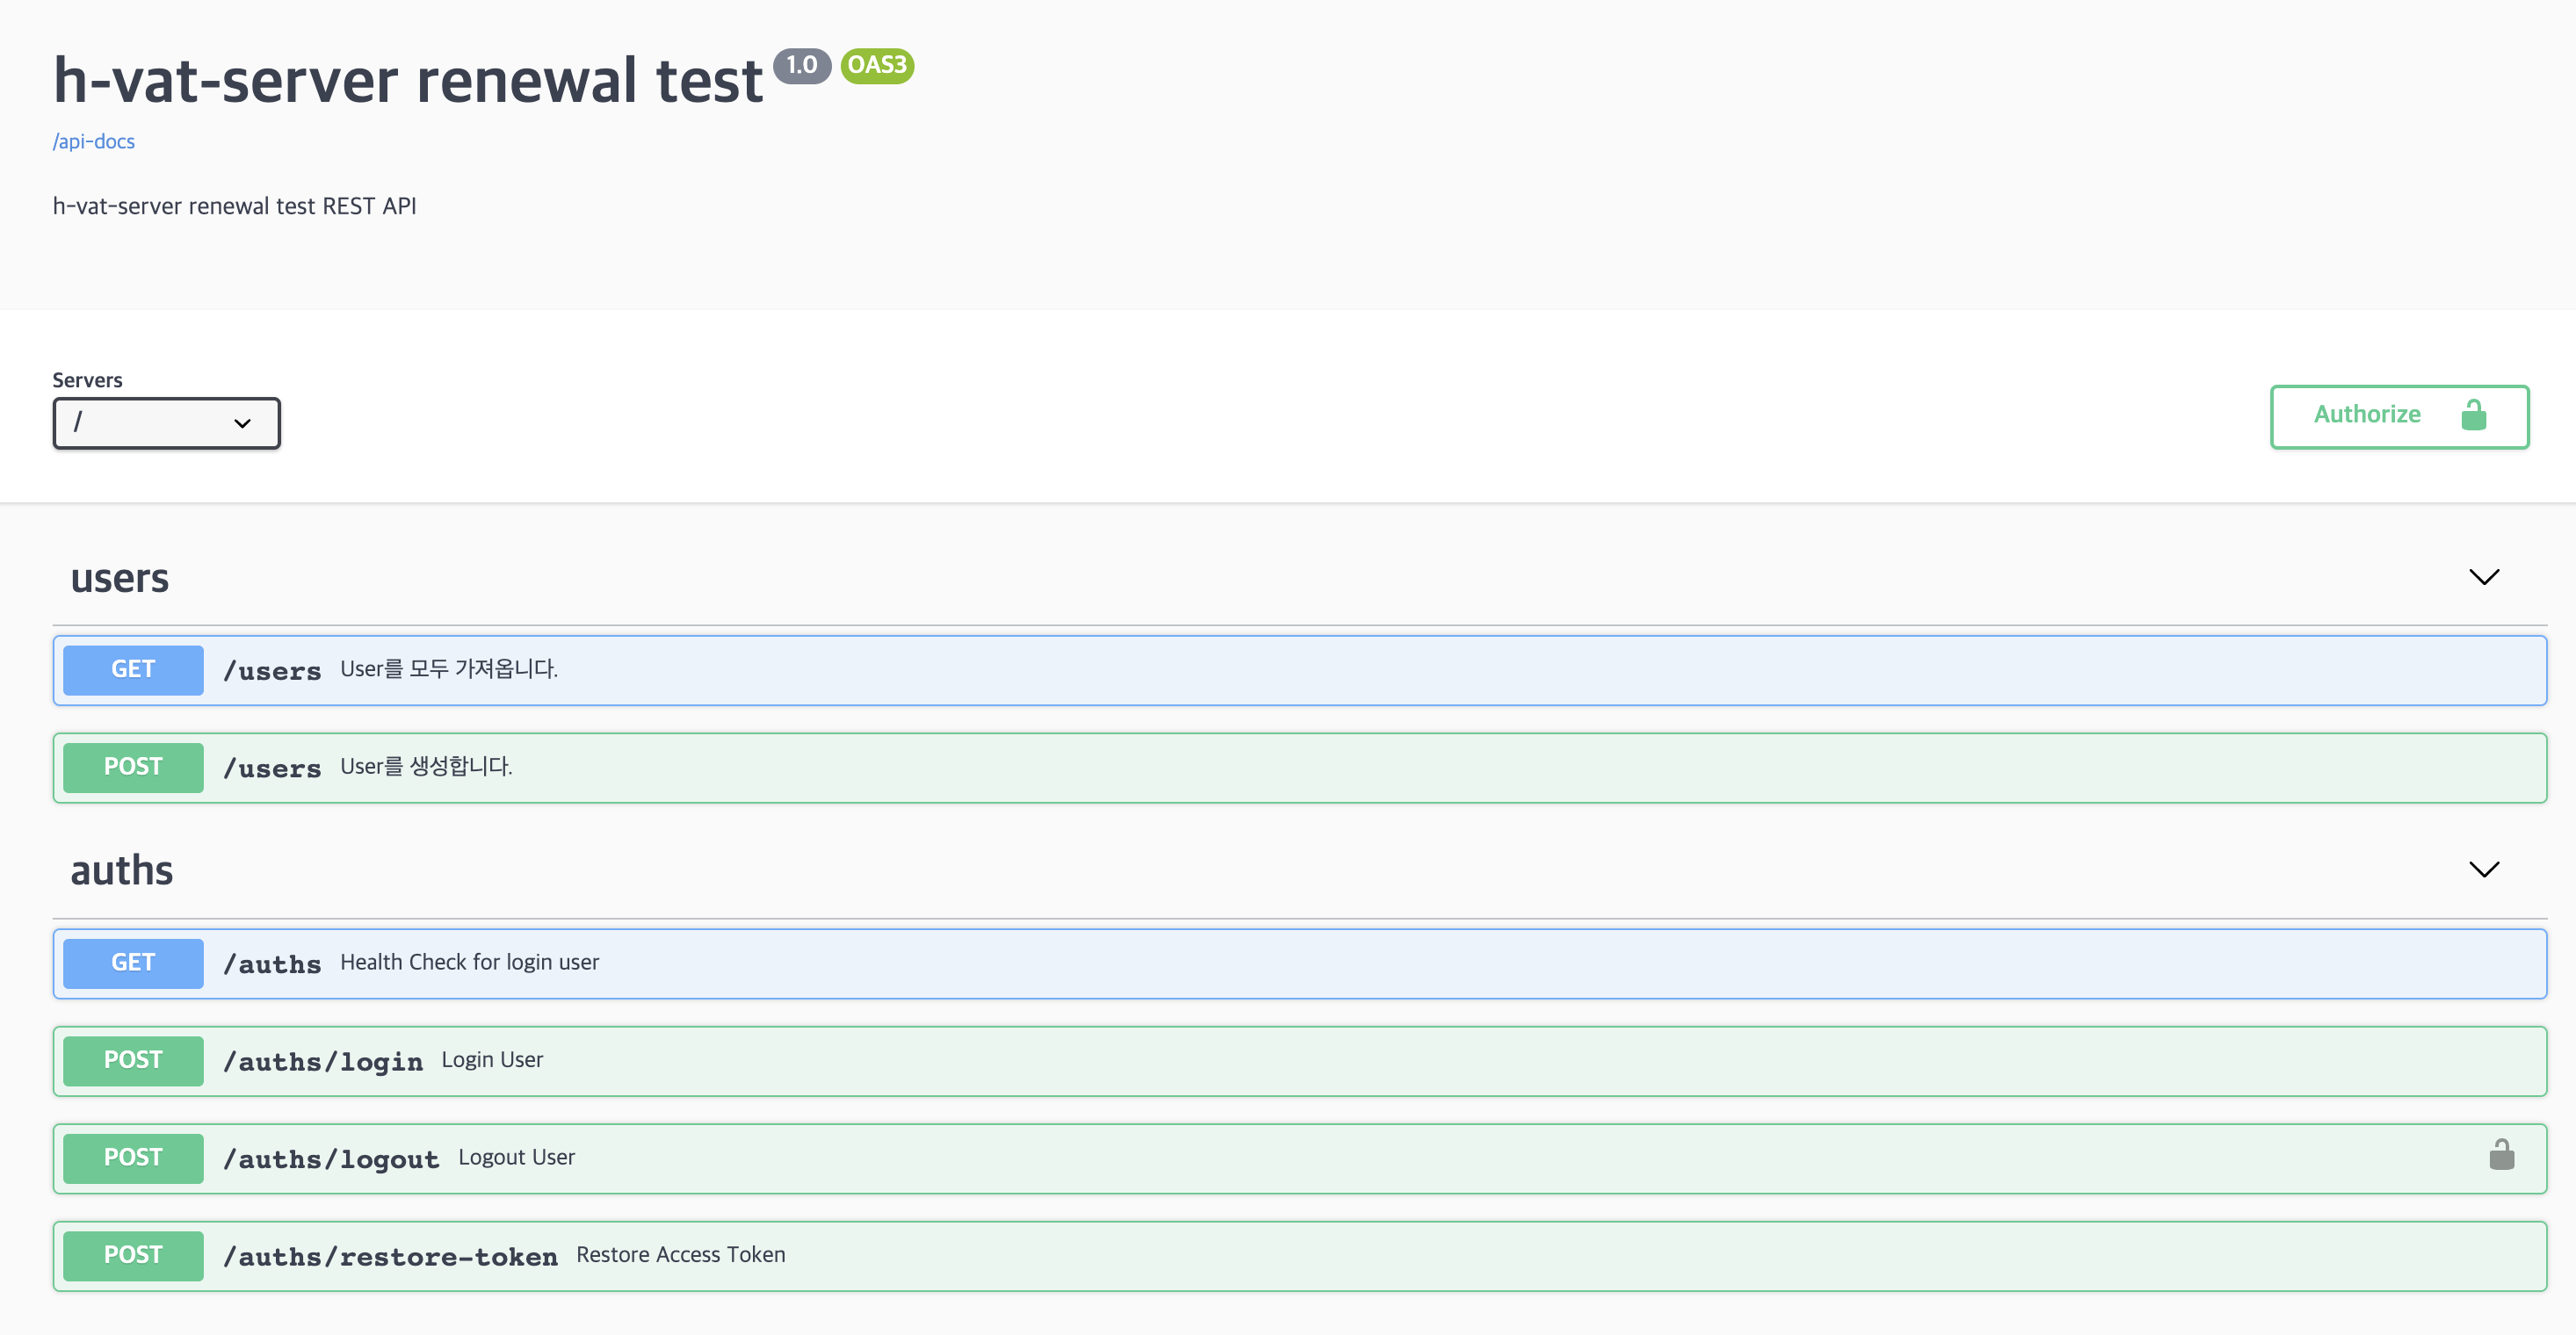 h-vat-server renewal test 1.0 OAS3
/api-docs
h-vat-server renewal test REST API
Servers
/
Authorize
users
GET /users User를 모두 가져옵니다.
POST /users User를 생성합니다.
auths
GET /auths Health Check for login user
POST /auths/login Login User
POST /auths/logout Logout User
POST /auths/restore-token Restore Access Token